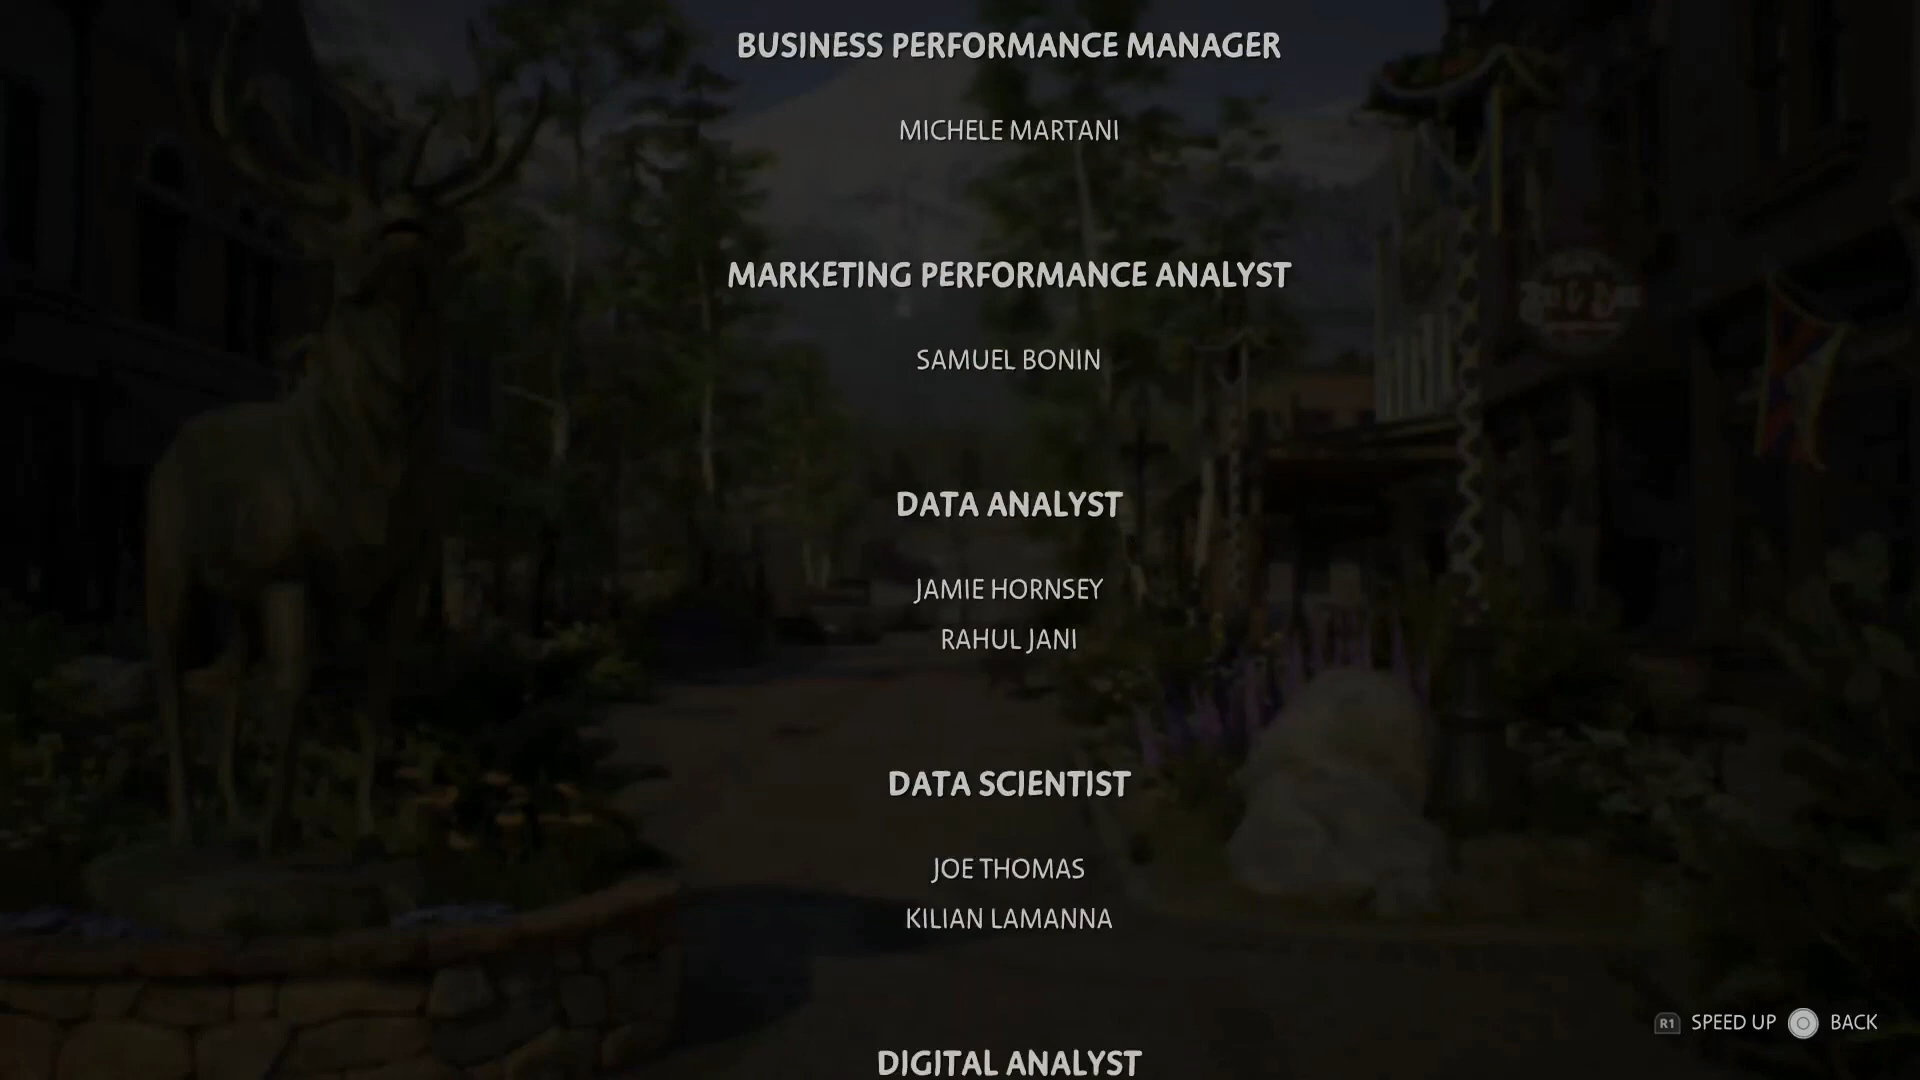 BUSINESS PERFORMANCE MANAGER
MICHELE MARTANI
MARKETING PERFORMANCE ANALYST
SAMUEL BONIN
DATA ANALYST
JAMIE HORNSEY
RAHUL JANI
DATA SCIENTIST
JOE THOMAS
KILIAN LAMANNA
R1 SPEED UP BACK
DIGITAL ANALYST